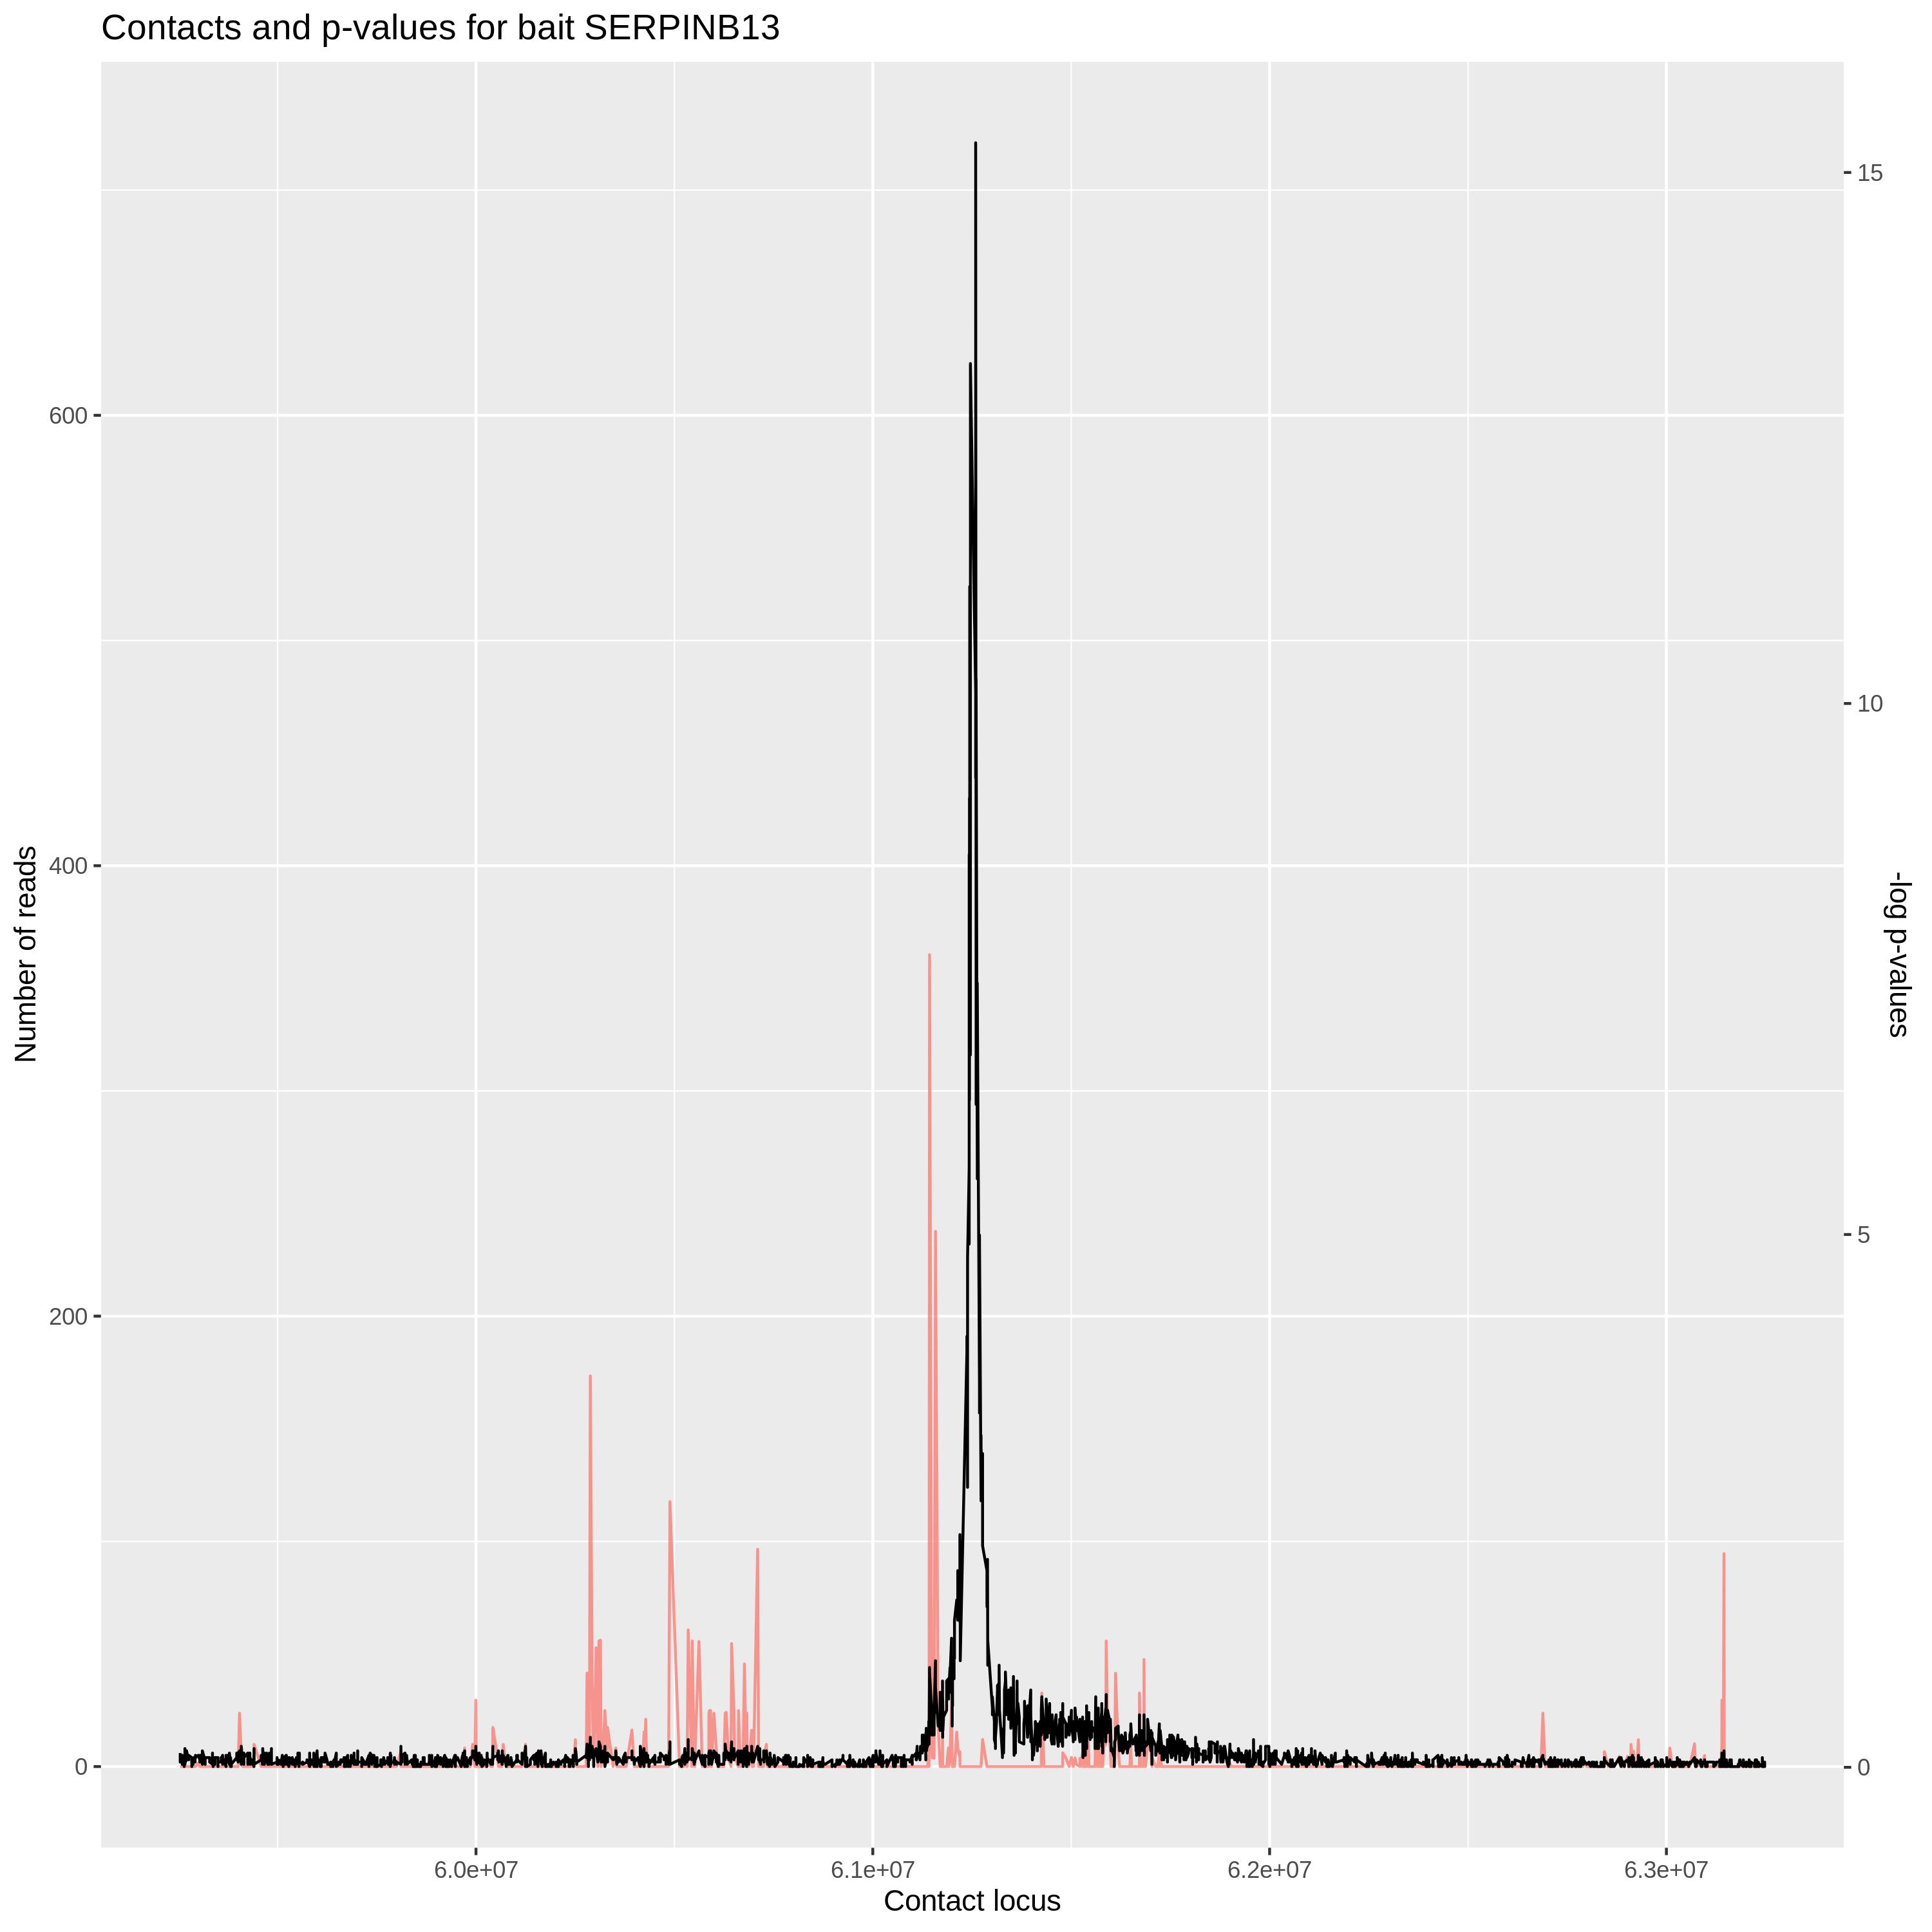 Contacts and p-values for bait SERPINB13
Number of reads
600
400
200
0
15
10
5
0
-log p-values
6.0e+07
6.1e+07
6.2e+07
6.3e+07
Contact locus